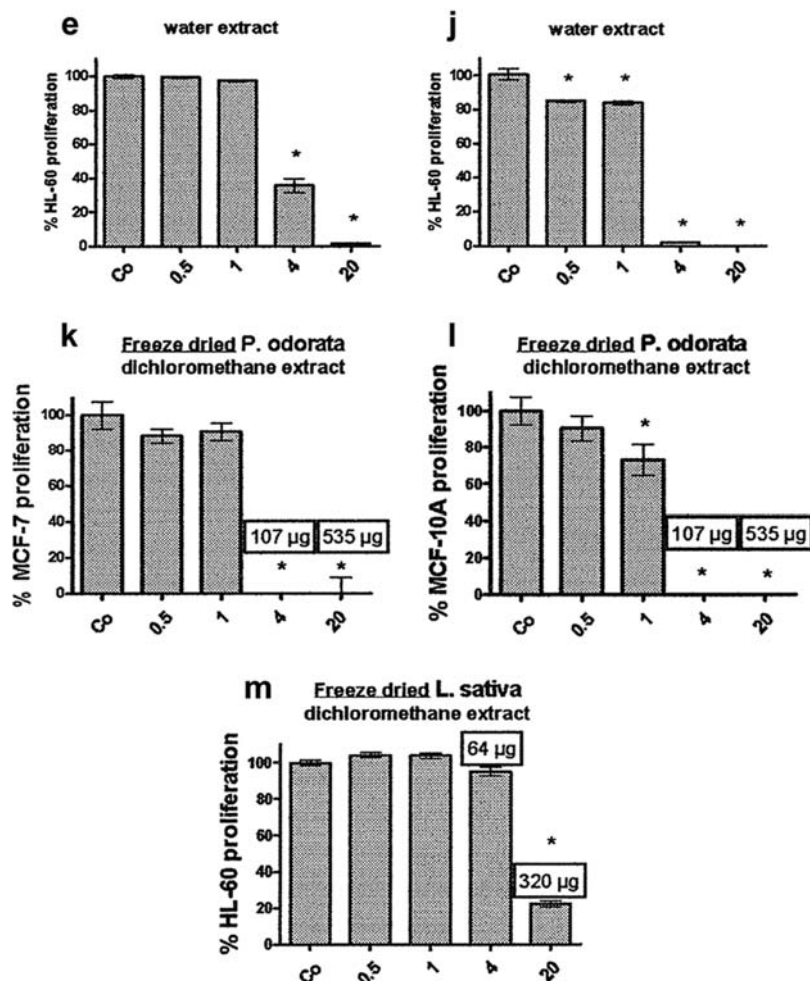 e
water extract
% HL-60 proliferation
100
80
60
40
20
0
*
*
Co
0.5
1
4
20
j
water extract
% HL-60 proliferation
100
80
60
40
20
0
*
*
*
*
Co
0.5
1
4
20
k
Freeze dried P. odorata
dichloromethane extract
% MCF-7 proliferation
100
80
60
40
20
0
107 µg
535 µg
*
*
Co
0.5
1
4
20
l
Freeze dried P. odorata
dichloromethane extract
% MCF-10A proliferation
100
80
60
40
20
0
*
107 µg
535 µg
*
*
Co
0.5
1
4
20
m
Freeze dried L. sativa
dichloromethane extract
% HL-60 proliferation
100
80
60
40
20
0
64 µg
*
320 µg
Co
0.5
1
4
20